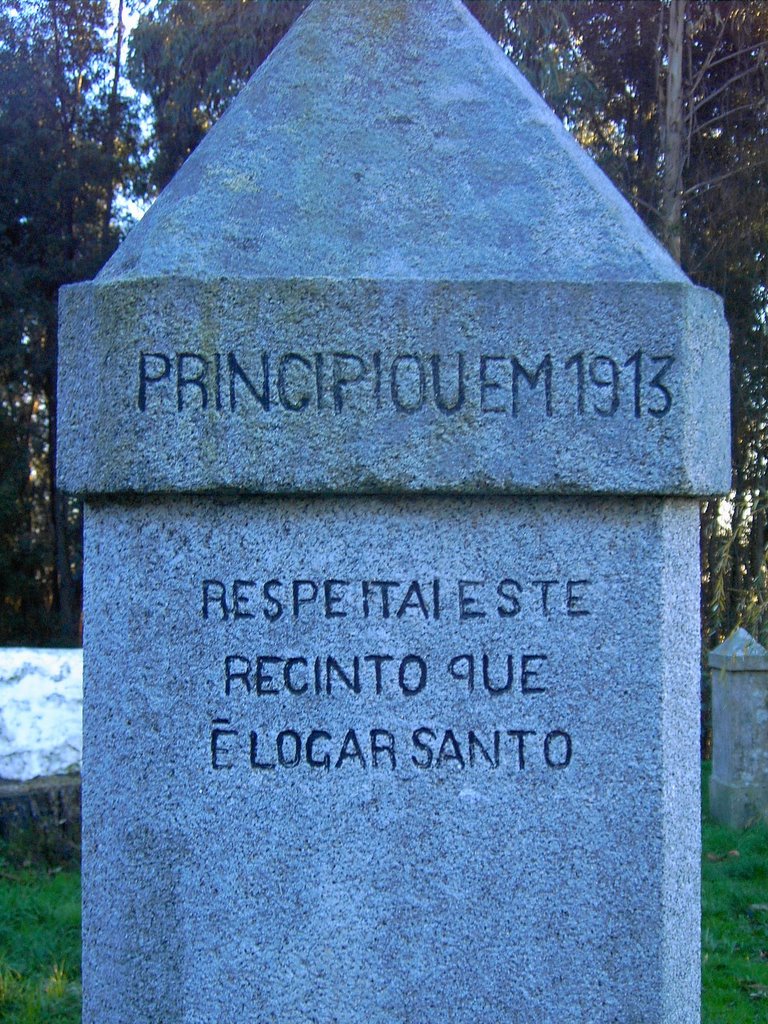 PRINCIPIOU EM 1913
RESPEITAI ESTE
RECINTO QUE
É LOGAR SANTO